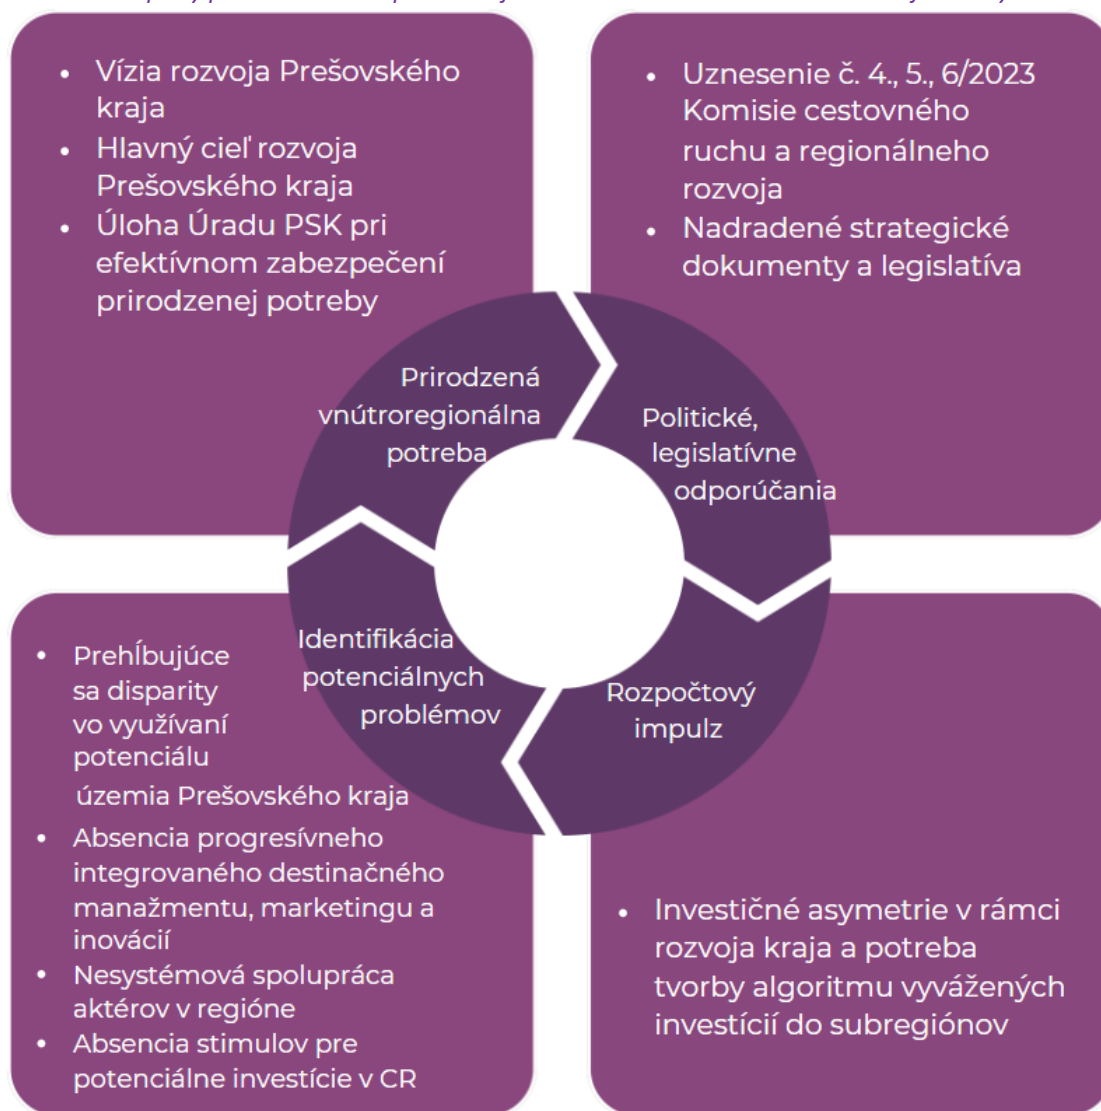 • Vízia rozvoja Prešovského
kraja
• Hlavný cieľ rozvoja
Prešovského kraja
• Úloha Úradu PSK pri
efektívnom zabezpečení
prirodzenej potreby
• Uznesenie č. 4., 5., 6/2023
Komisie cestovného
ruchu a regionálneho
rozvoja
• Nadradené strategické
dokumenty a legislatíva
Prirodzená
vnútroregionálna
potreba
Politické,
legislatívne
odporúčania
Identifikácia
potenciálnych
problémov
Rozpočtový
impulz
• Prehĺbujúce
sa disparity
vo využívaní
potenciálu
územia Prešovského kraja
• Absencia progresívneho
integrovaného destinačného
manažmentu, marketingu a
inovácií
• Nesystémová spolupráca
aktérov v regióne
• Absencia stimulov pre
potenciálne investície v CR
• Investičné asymetrie v rámci
rozvoja kraja a potreba
tvorby algoritmu vyvážených
investícií do subregiónov